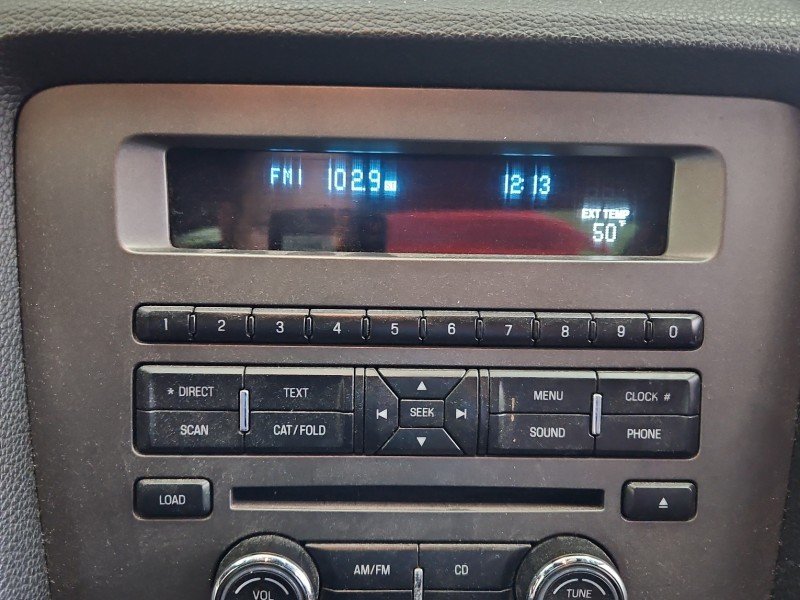 FM1 102.9 12:13
EXT TEMP
50°F
1 2 3 4 5 6 7 8 9 0
* DIRECT TEXT MENU CLOCK #
SEEK
SCAN CAT/FOLD SOUND PHONE
LOAD
AM/FM CD
VOL TUNE